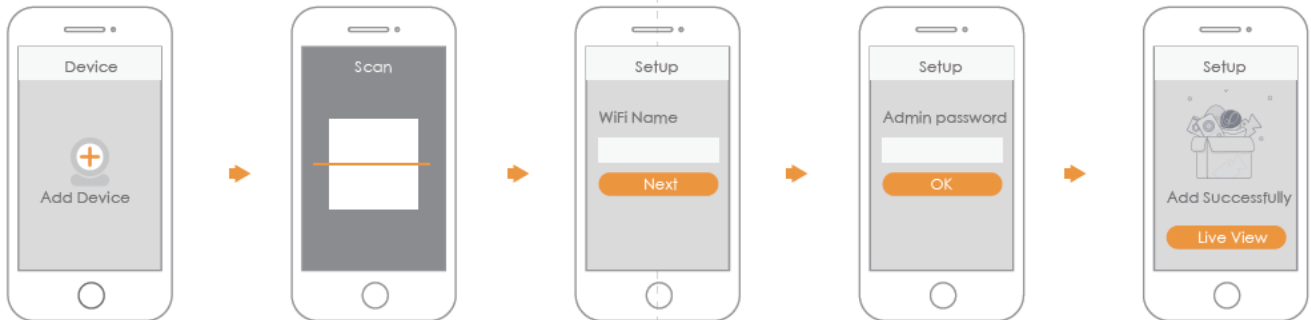 Device
Add Device
Scan
Setup
WiFi Name
Next
Setup
Admin password
OK
Setup
Add Successfully
Live View